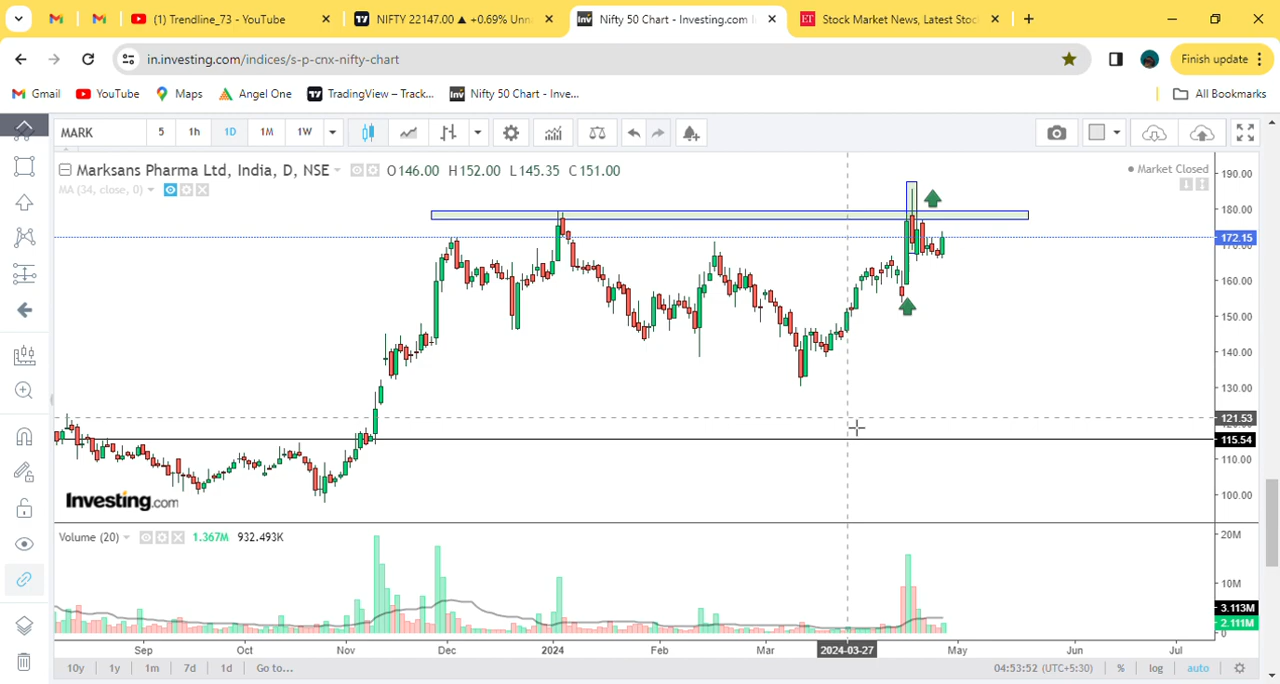 (1) Trendline_73 - YouTube
NIFTY 22147.00 ▲ +0.69% Unna
Nifty 50 Chart - Investing.com I
ET Stock Market News, Latest Stoc
in.investing.com/indices/s-p-cnx-nifty-chart
Finish update
Gmail YouTube Maps Angel One TradingView – Track... Nifty 50 Chart - Inve...
All Bookmarks
MARK 5 1h 1D 1M 1W
Marksans Pharma Ltd, India, D, NSE O146.00 H152.00 L145.35 C151.00
Market Closed
MA (34, close, 0)
190.00
180.00
172.15
160.00
150.00
140.00
130.00
121.53
115.54
110.00
100.00
Investing.com
Volume (20) 1.367M 932.493K
20M
10M
3.113M
2.111M
0
Sep Oct Nov Dec 2024 Feb Mar 2024-03-27 May Jun Jul
10y 1y 1m 7d 1d Go to...
04:53:52 (UTC+5:30) % log auto